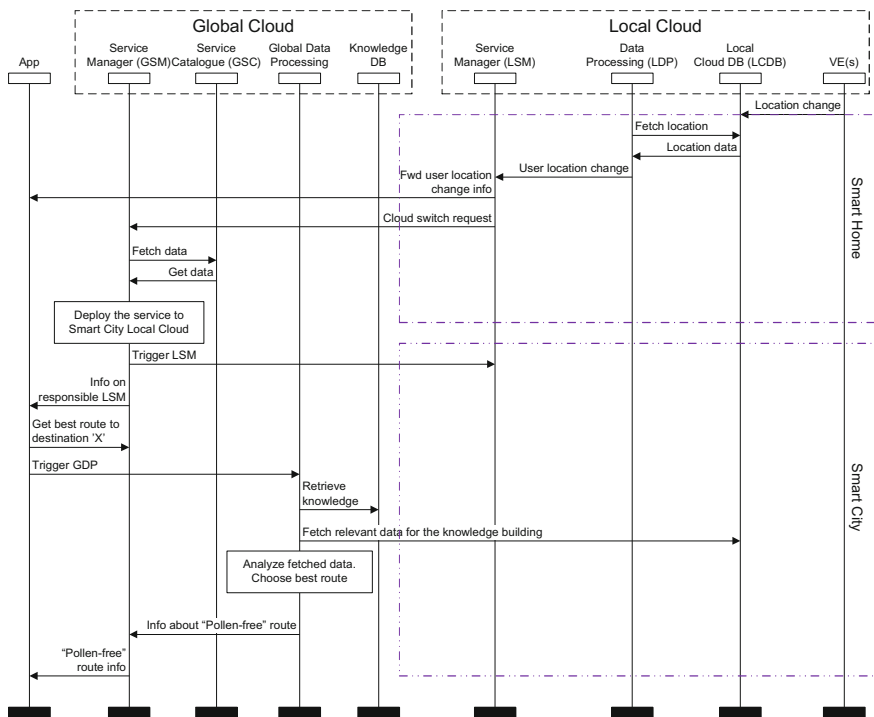 Global Cloud
Local Cloud
App
Service
Manager (GSM)
Service
Catalogue (GSC)
Global Data
Processing
Knowledge
DB
Service
Manager (LSM)
Data
Processing (LDP)
Local
Cloud DB (LCDB)
VE(s)
Location change
Fetch location
Location data
User location change
Fwd user location
change info
Cloud switch request
Fetch data
Get data
Smart Home
Deploy the service to
Smart City Local Cloud
Trigger LSM
Info on
responsible LSM
Get best route to
destination 'X'
Trigger GDP
Retrieve
knowledge
Smart City
Fetch relevant data for the knowledge building
Analyze fetched data.
Choose best route
Info about “Pollen-free” route
“Pollen-free”
route info